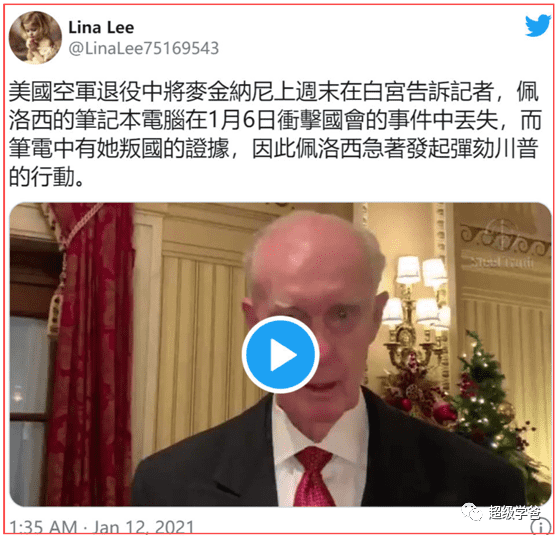 Lina Lee
@LinaLee75169543
美國空軍退役中將麥金納尼上週末在白宮告訴記者，佩
洛西的筆記本電腦在1月6日衝擊國會的事件中丟失，而
筆電中有她叛國的證據，因此佩洛西急著發起彈劾川普
的行動。
1:35 AM · Jan 12, 2021
超级学爸